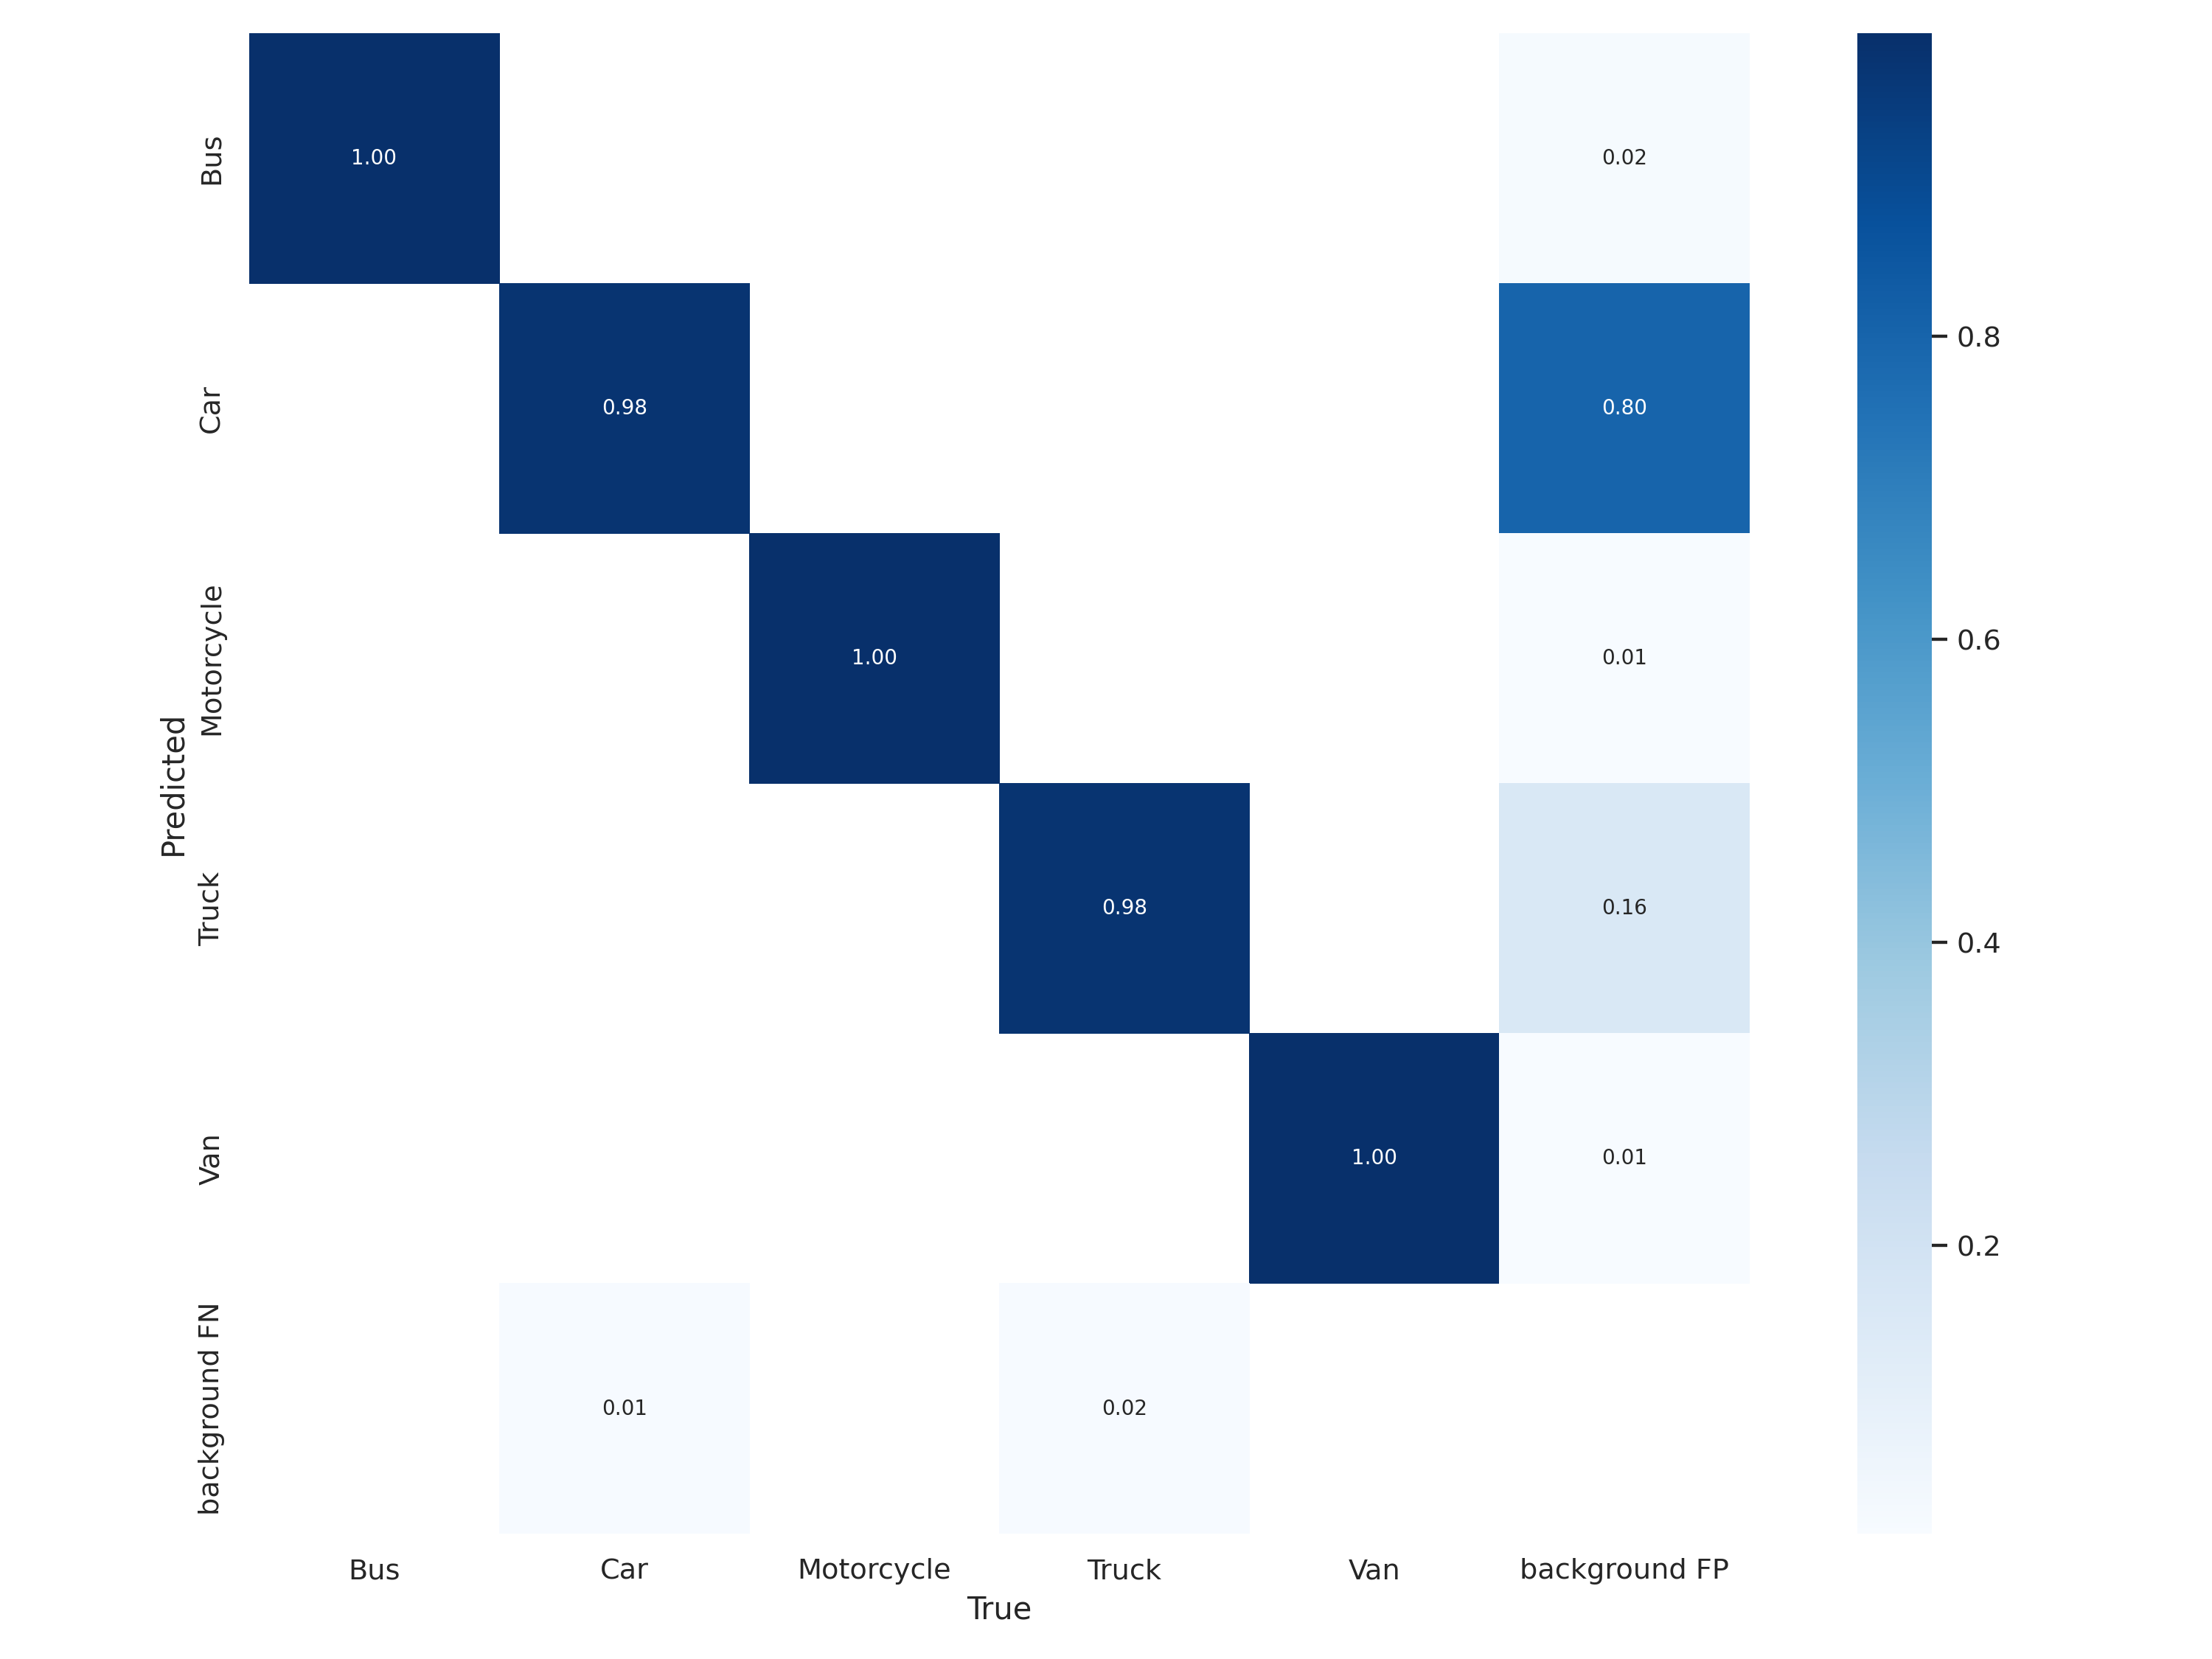 Predicted
Bus
1.00
0.02
Car
0.98
0.80
Motorcycle
1.00
0.01
Truck
0.98
0.16
Van
1.00
0.01
background FN
0.01
0.02
Bus
Car
Motorcycle
Truck
Van
background FP
True
0.8
0.6
0.4
0.2